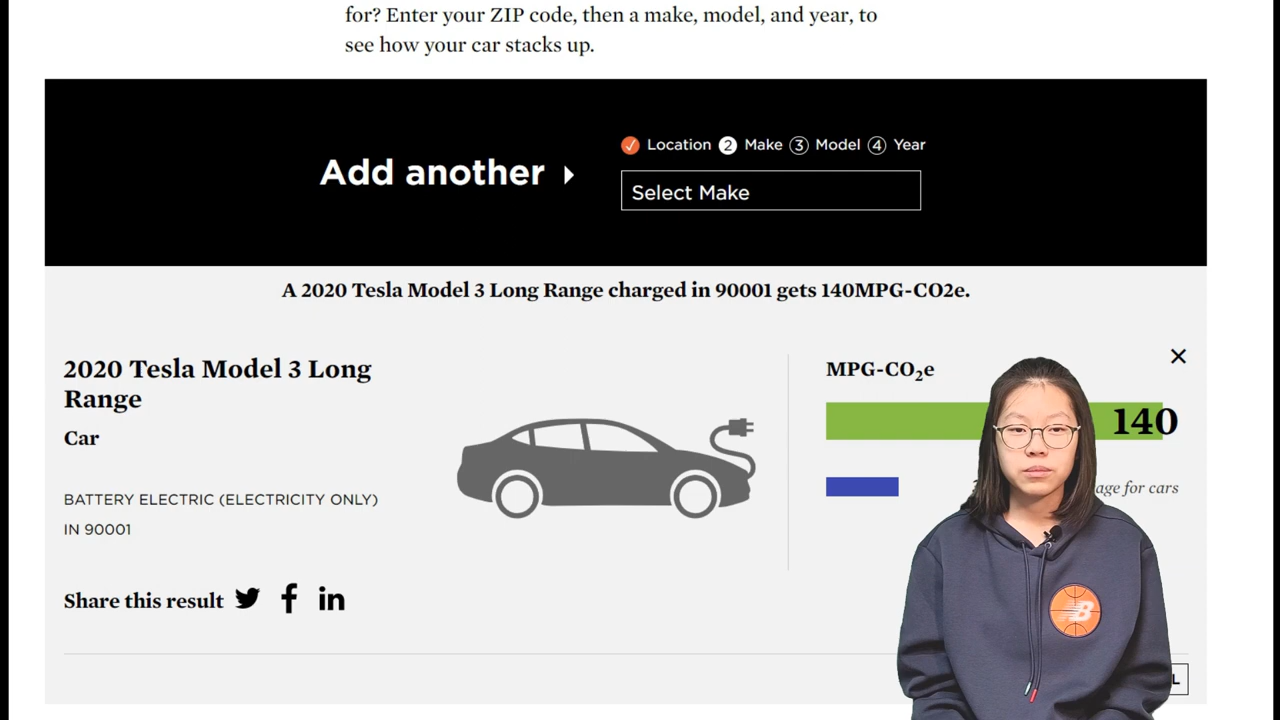 for? Enter your ZIP code, then a make, model, and year, to
see how your car stacks up.
Add another
Location 2 Make 3 Model 4 Year
Select Make
A 2020 Tesla Model 3 Long Range charged in 90001 gets 140MPG-CO2e.
2020 Tesla Model 3 Long
Range
Car
BATTERY ELECTRIC (ELECTRICITY ONLY)
IN 90001
Share this result
MPG-CO₂e
140
for cars